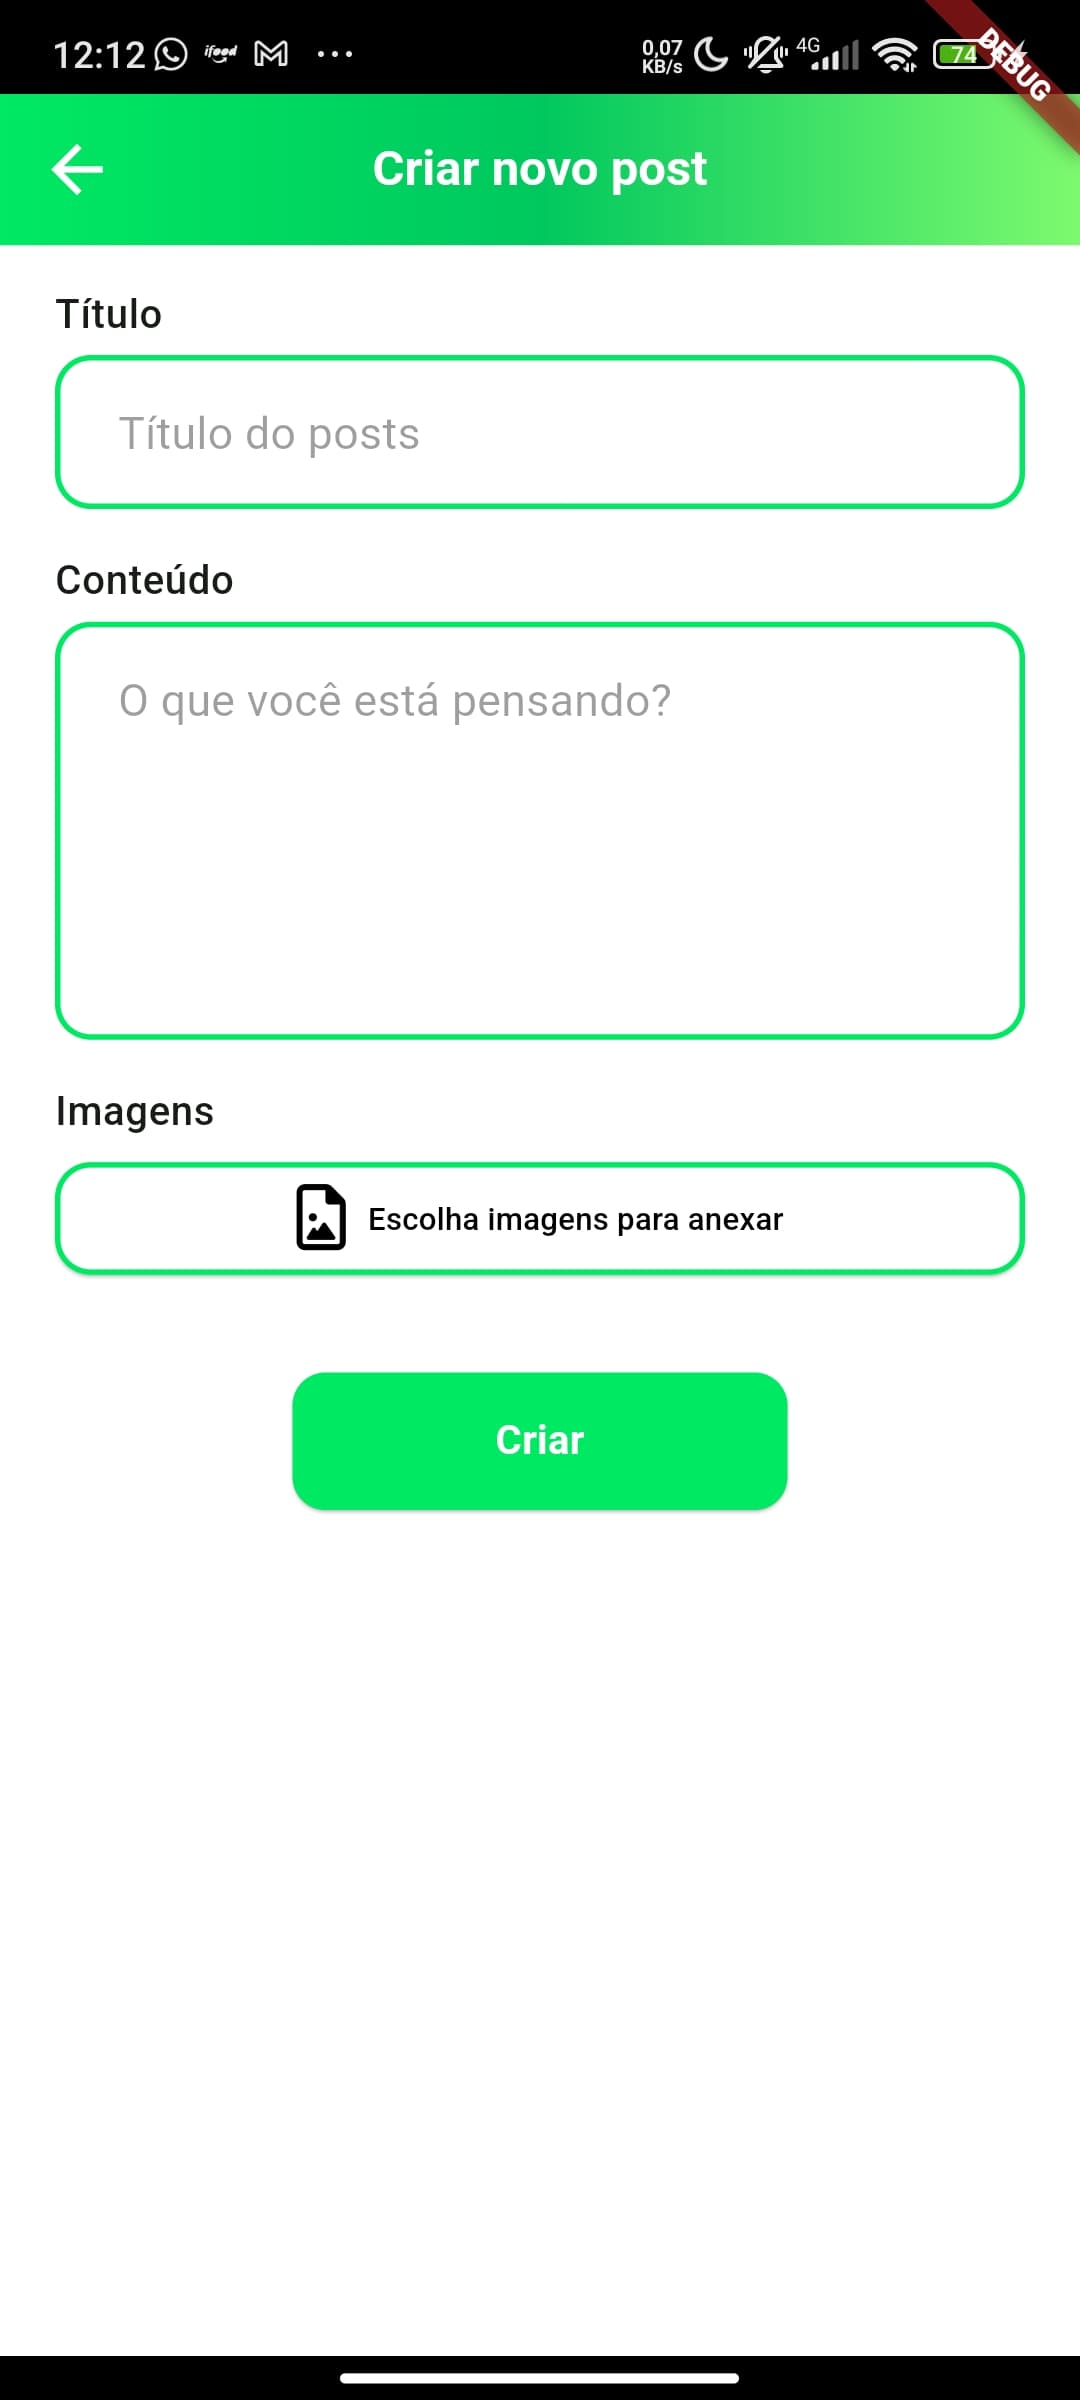 12:12 ifood 0,07 KB/s 4G 74 DEBUG
Criar novo post
Título
Título do posts
Conteúdo
O que você está pensando?
Imagens
Escolha imagens para anexar
Criar